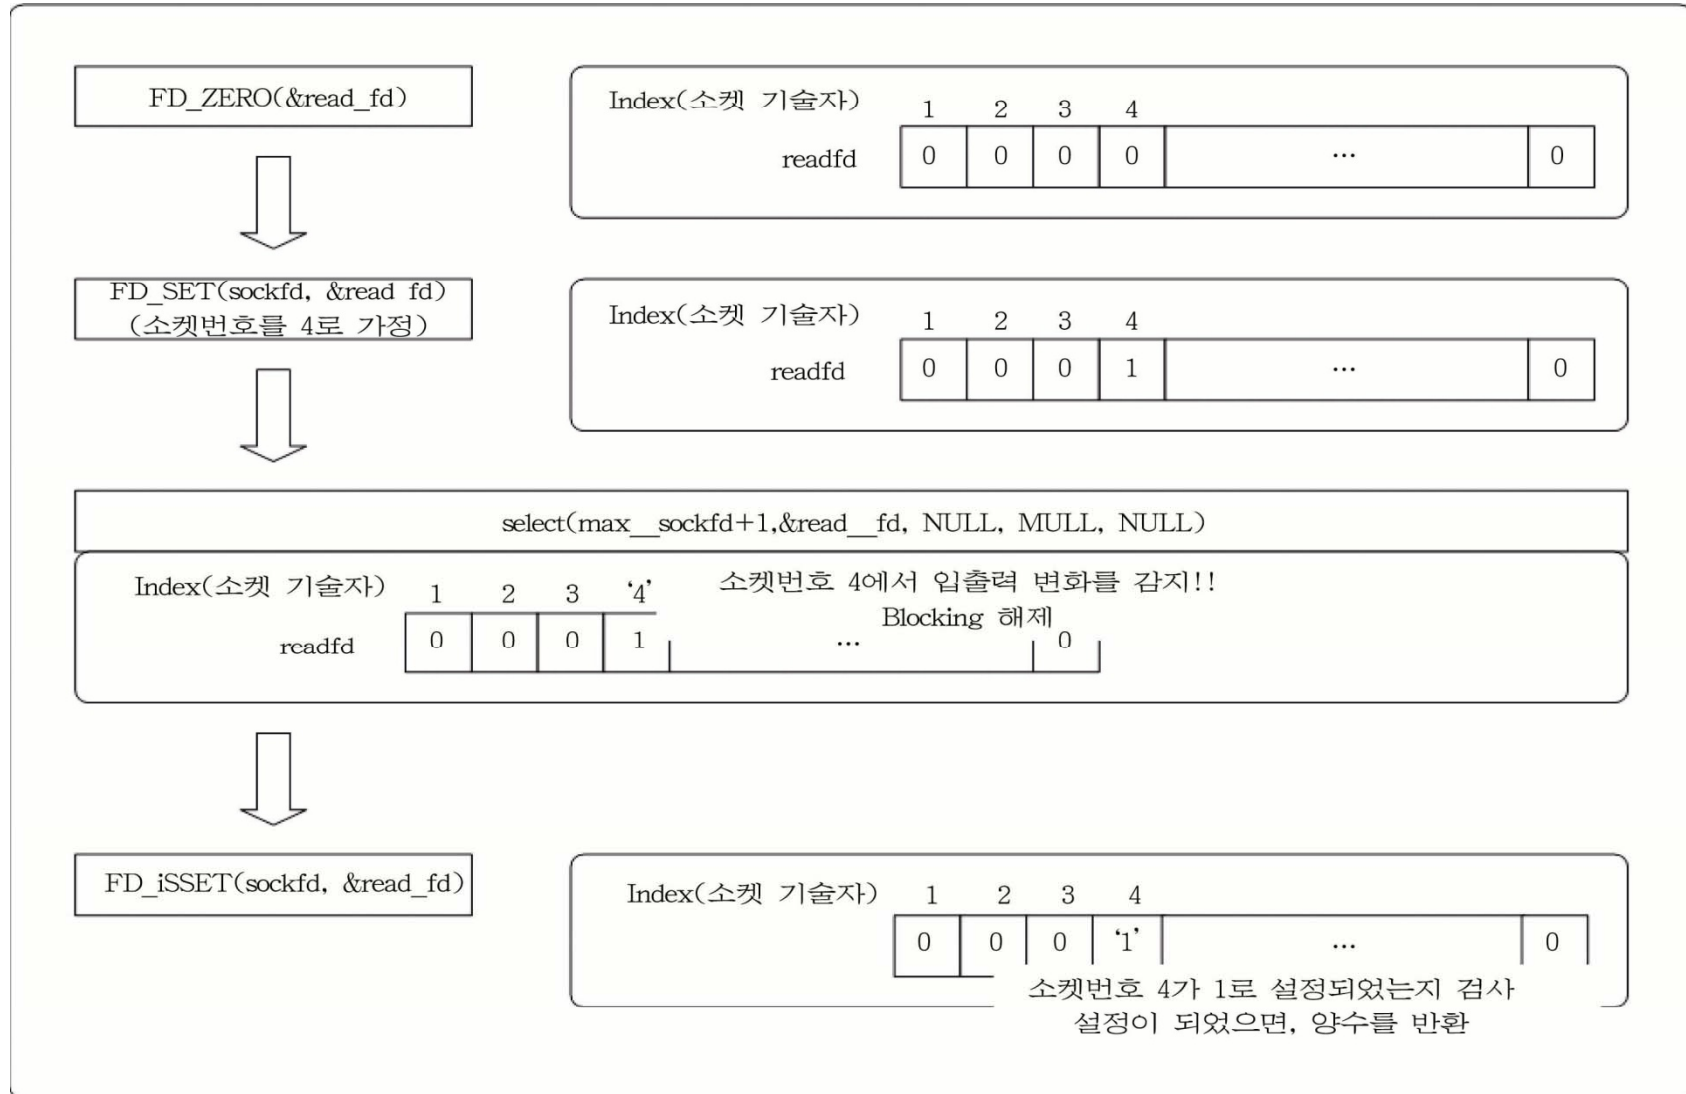 FD_ZERO(&read_fd)
Index(소켓 기술자) 1 2 3 4
readfd 0 0 0 0 ... 0
FD_SET(sockfd, &read fd)
(소켓번호를 4로 가정)
Index(소켓 기술자) 1 2 3 4
readfd 0 0 0 1 ... 0
select(max__sockfd+1,&read__fd, NULL, MULL, NULL)
Index(소켓 기술자) 1 2 3 ‘4’
readfd 0 0 0 1 ... 0
소켓번호 4에서 입출력 변화를 감지!!
Blocking 해제
FD_iSSET(sockfd, &read_fd)
Index(소켓 기술자) 1 2 3 4
0 0 0 ‘1’ ... 0
소켓번호 4가 1로 설정되었는지 검사
설정이 되었으면, 양수를 반환